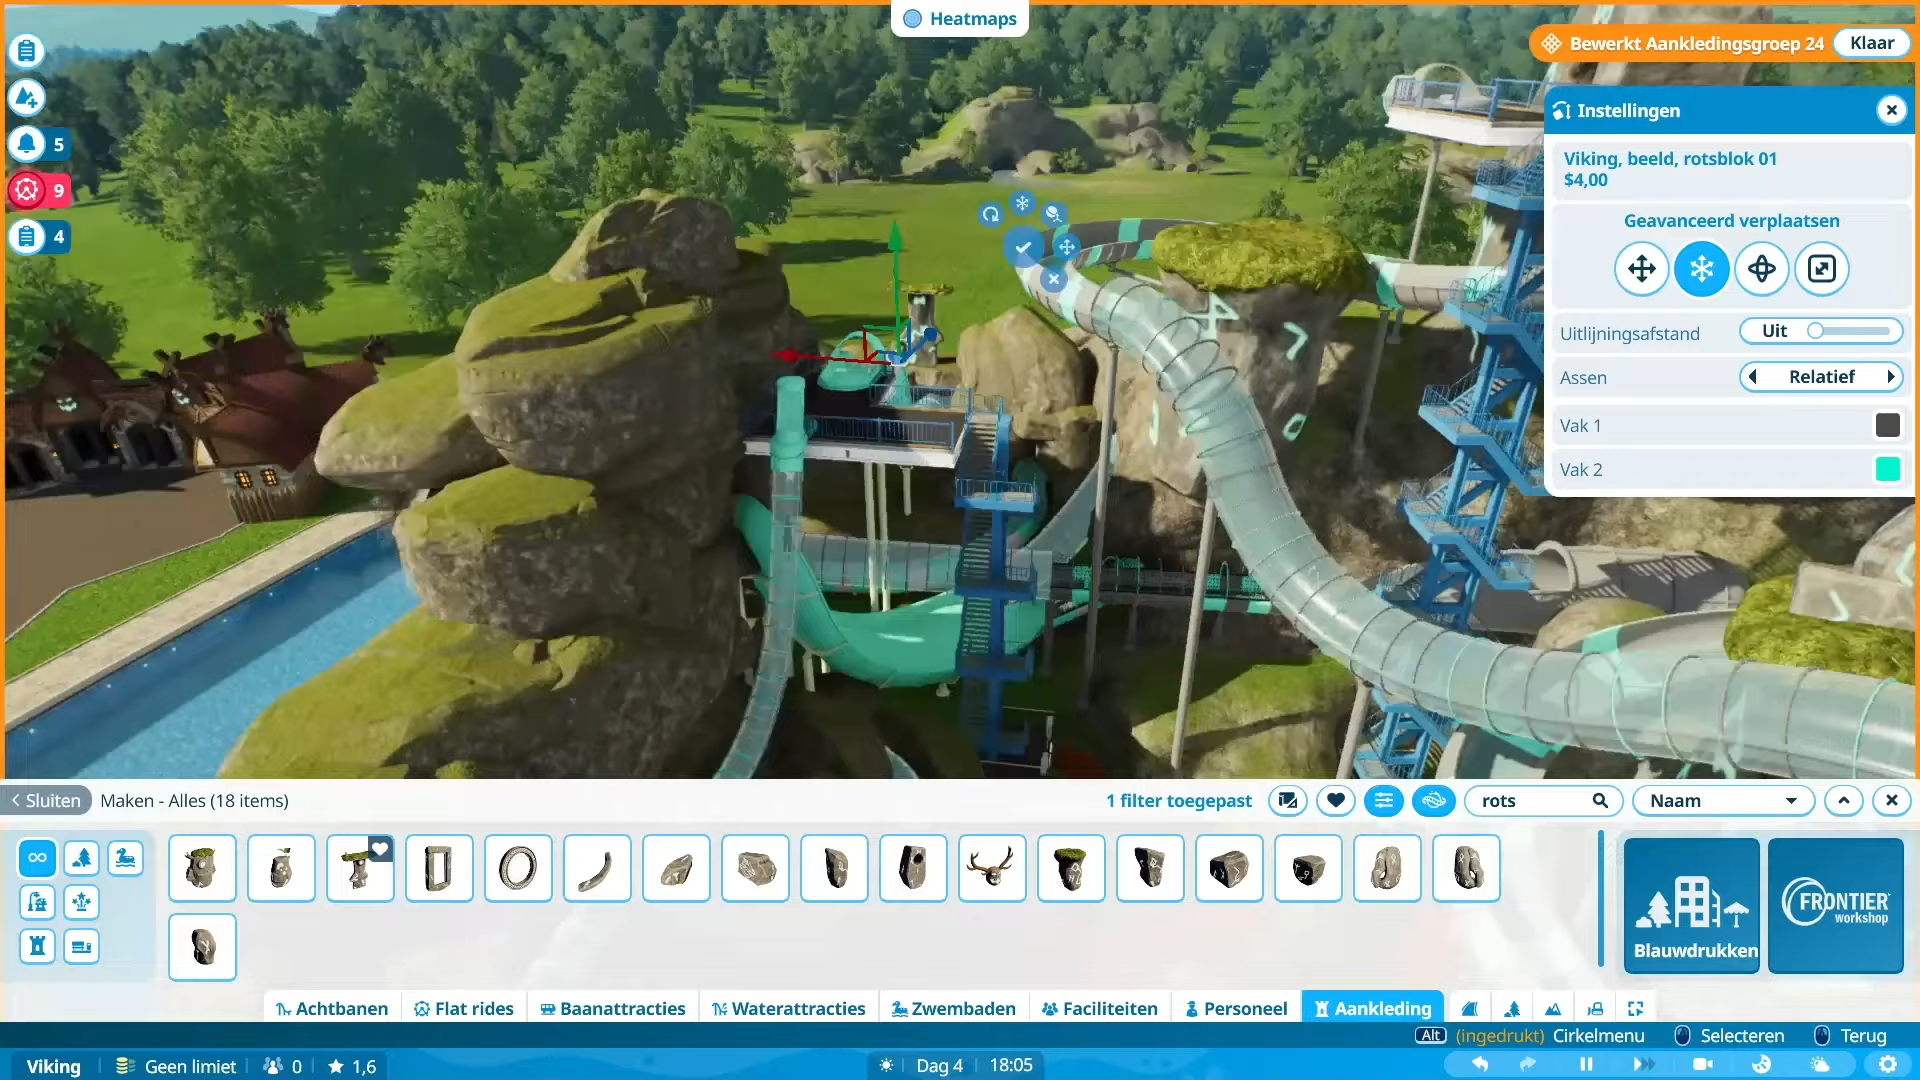 Heatmaps
Bewerkt Aankledingsgroep 24
Klaar
5
9
4
Instellingen
Viking, beeld, rotsblok 01
$4,00
Geavanceerd verplaatsen
Uitlijningsafstand
Uit
Assen
Relatief
Vak 1
Vak 2
Sluiten
Maken - Alles (18 items)
1 filter toegepast
rots
Naam
Blauwdrukken
FRONTIER
workshop
Achtbanen
Flat rides
Baanattracties
Waterattracties
Zwembaden
Faciliteiten
Personeel
Aankleding
Alt (ingedrukt) Cirkelmenu
Selecteren
Terug
Viking
Geen limiet
0
1,6
Dag 4
18:05